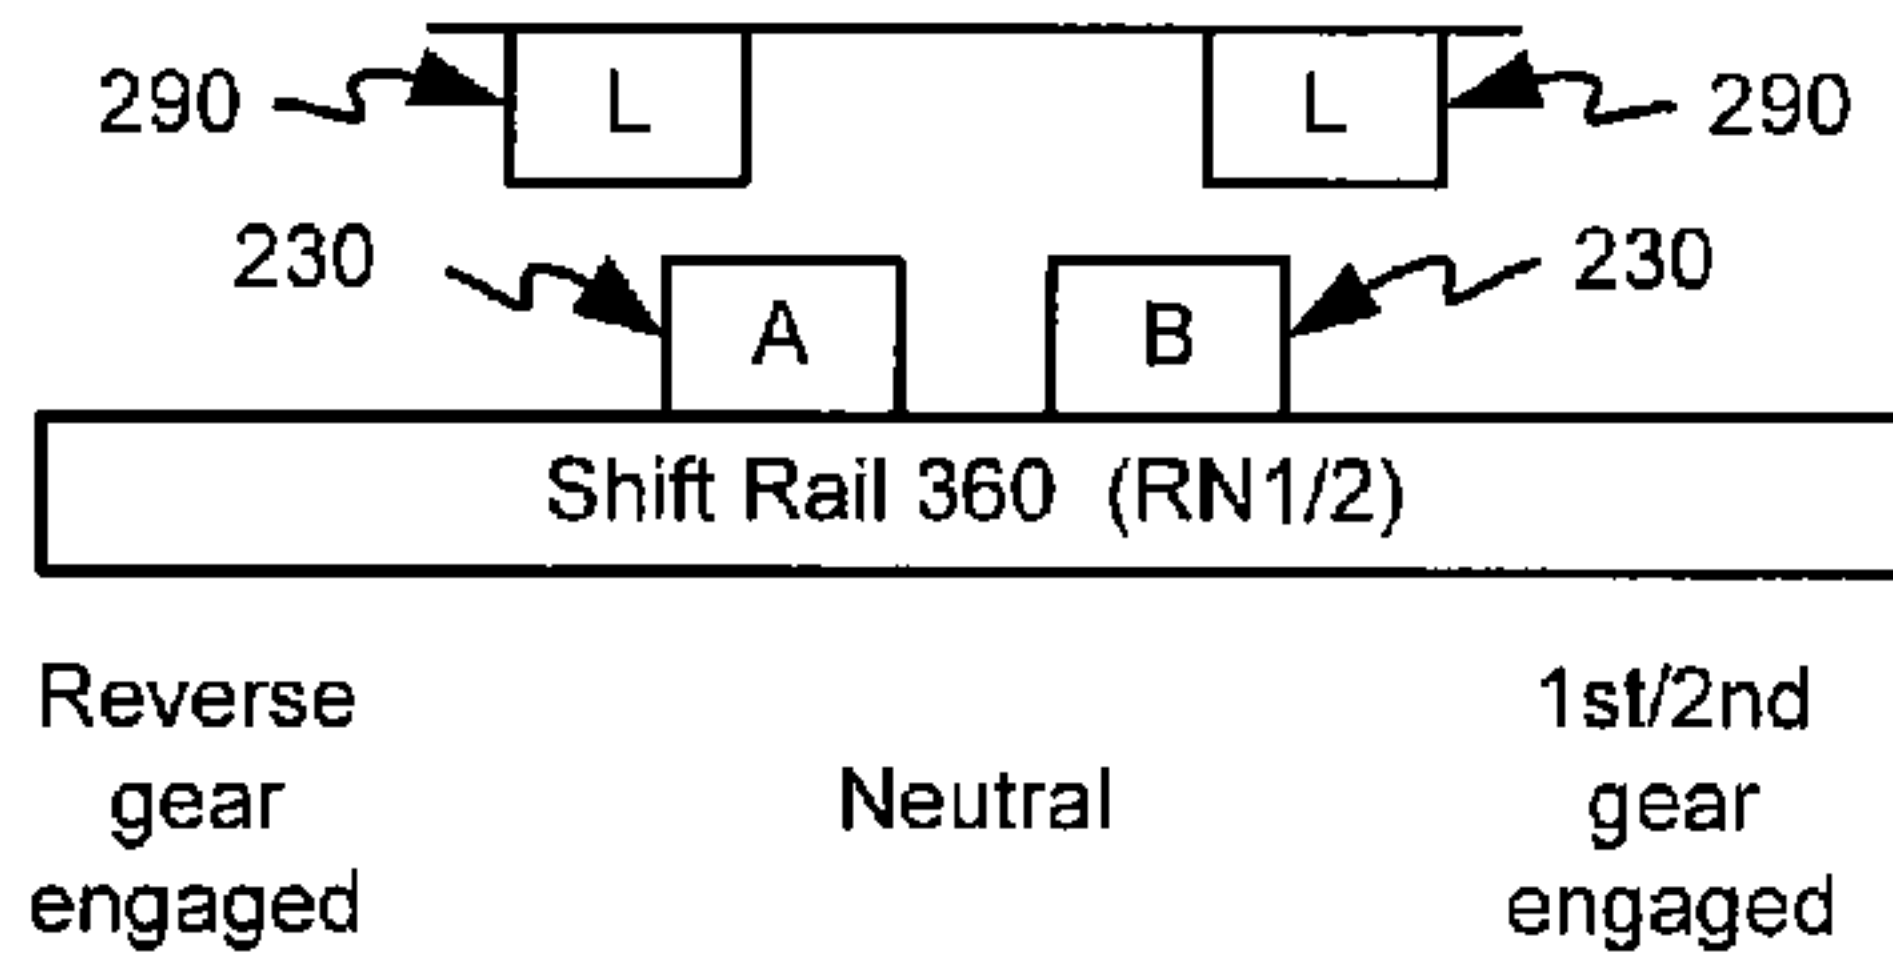 290 L L 290
230 A B 230
Shift Rail 360 (RN1/2)
Reverse
gear
engaged
Neutral
1st/2nd
gear
engaged